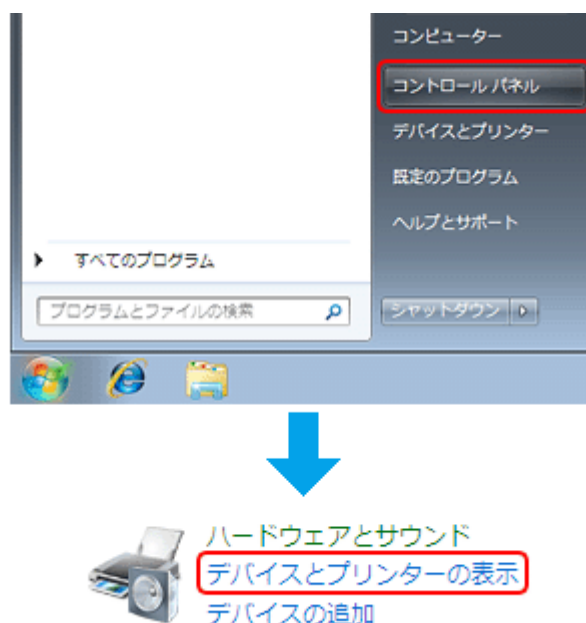 コンピューター
コントロール パネル
デバイスとプリンター
既定のプログラム
ヘルプとサポート
すべてのプログラム
プログラムとファイルの検索
シャットダウン
ハードウェアとサウンド
デバイスとプリンターの表示
デバイスの追加